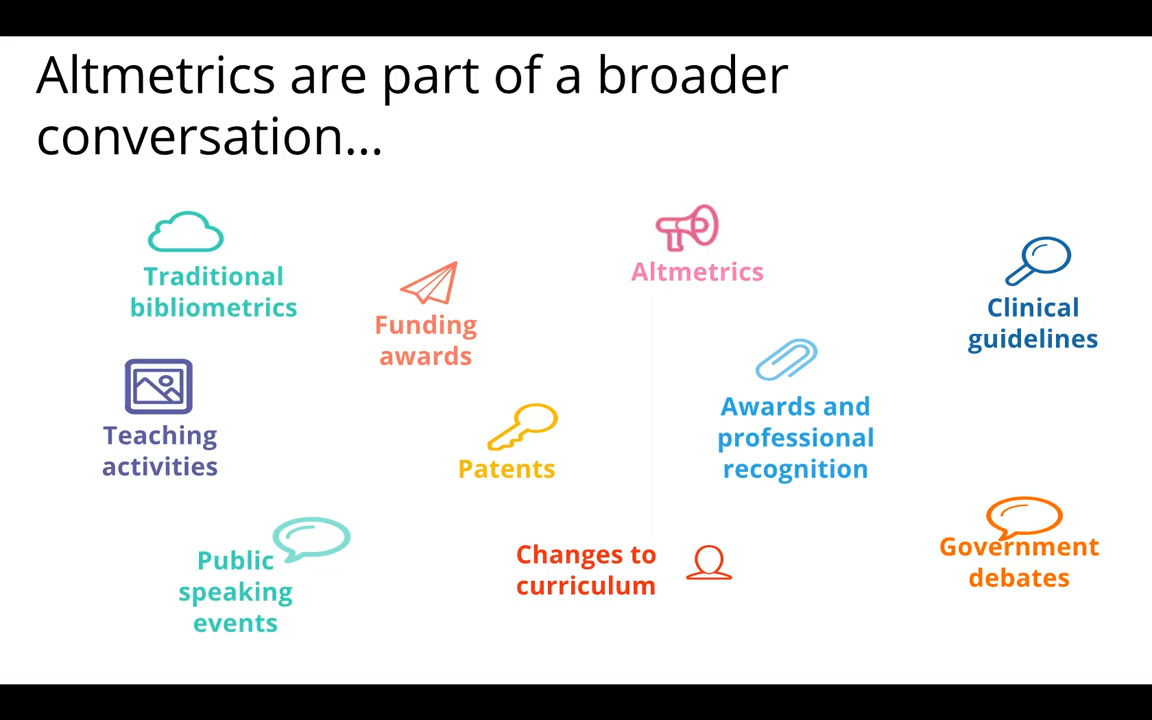 Altmetrics are part of a broader
conversation...
Traditional
bibliometrics
Funding
awards
Altmetrics
Clinical
guidelines
Teaching
activities
Patents
Awards and
professional
recognition
Public
speaking
events
Changes to
curriculum
Government
debates